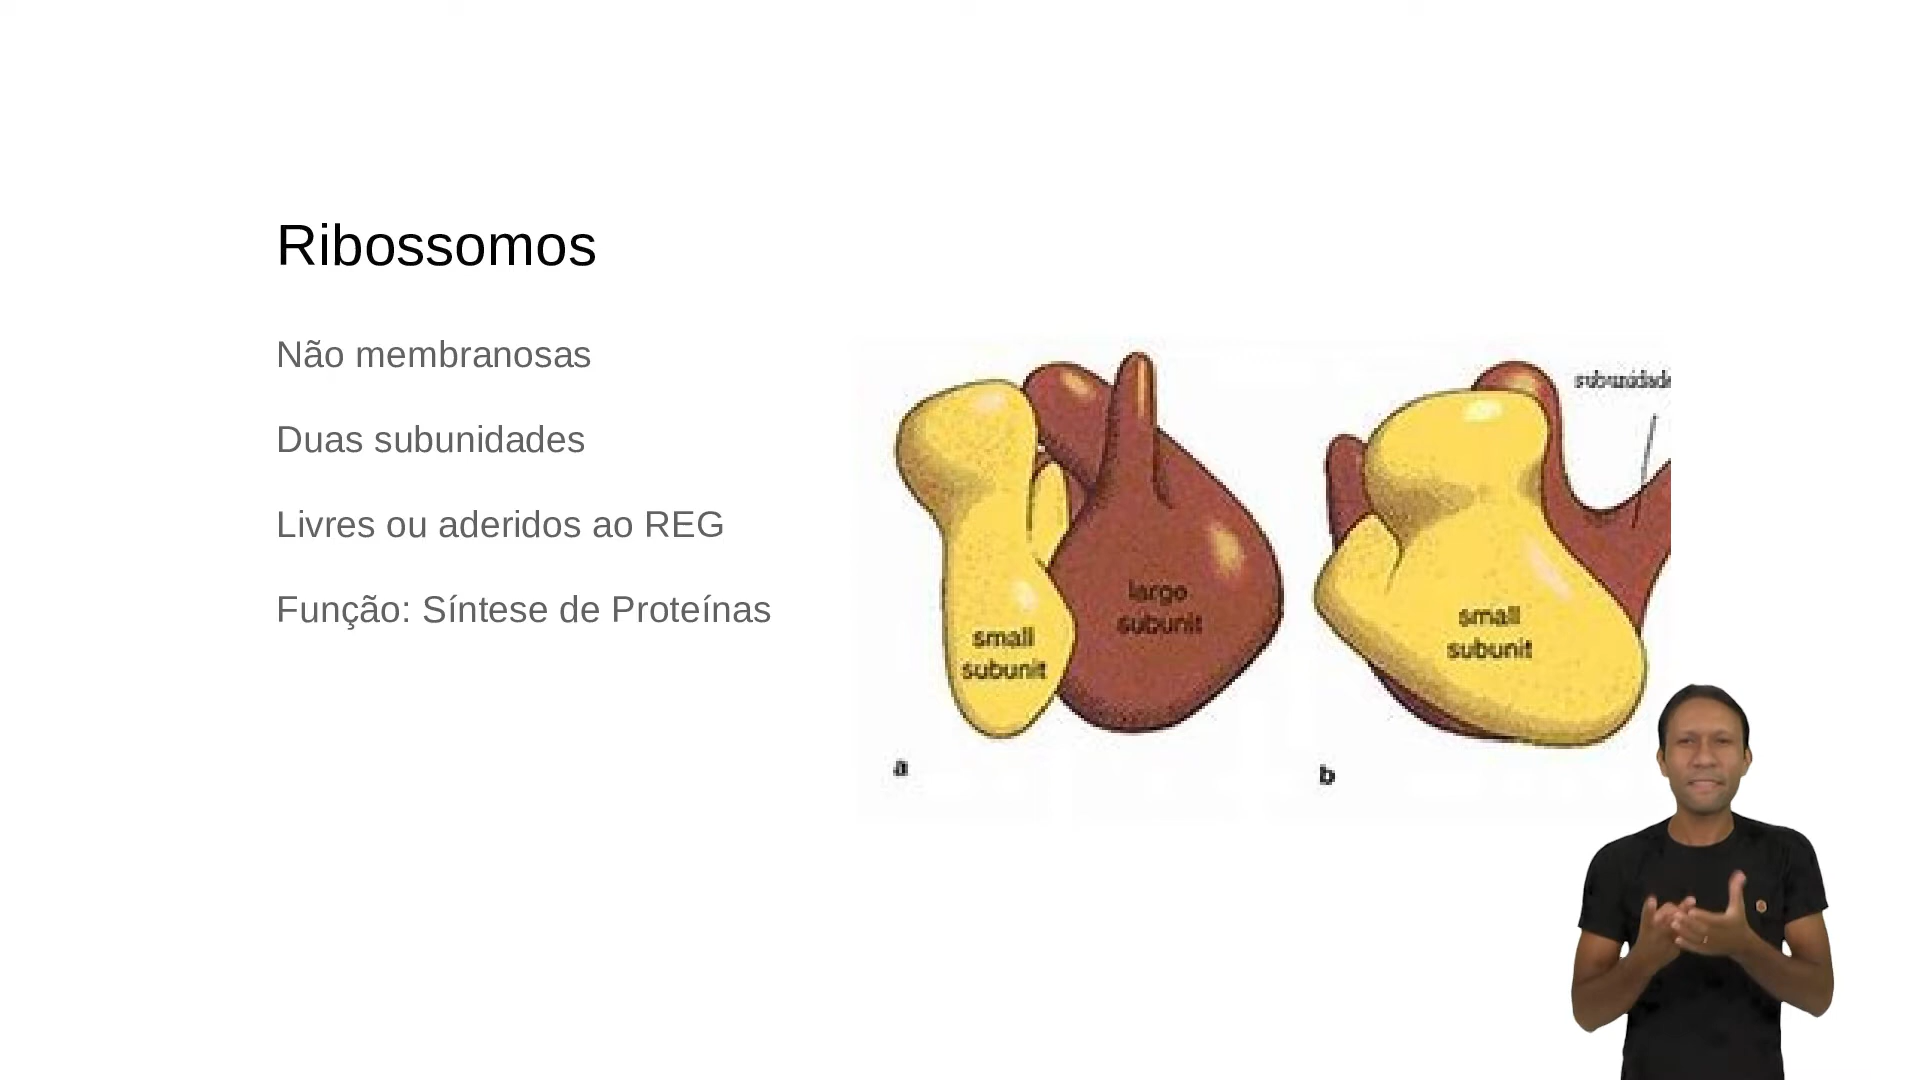 Ribossomos
Não membranosas
Duas subunidades
Livres ou aderidos ao REG
Função: Síntese de Proteínas
subunidade
large
subunit
small
subunit
small
subunit
a
b